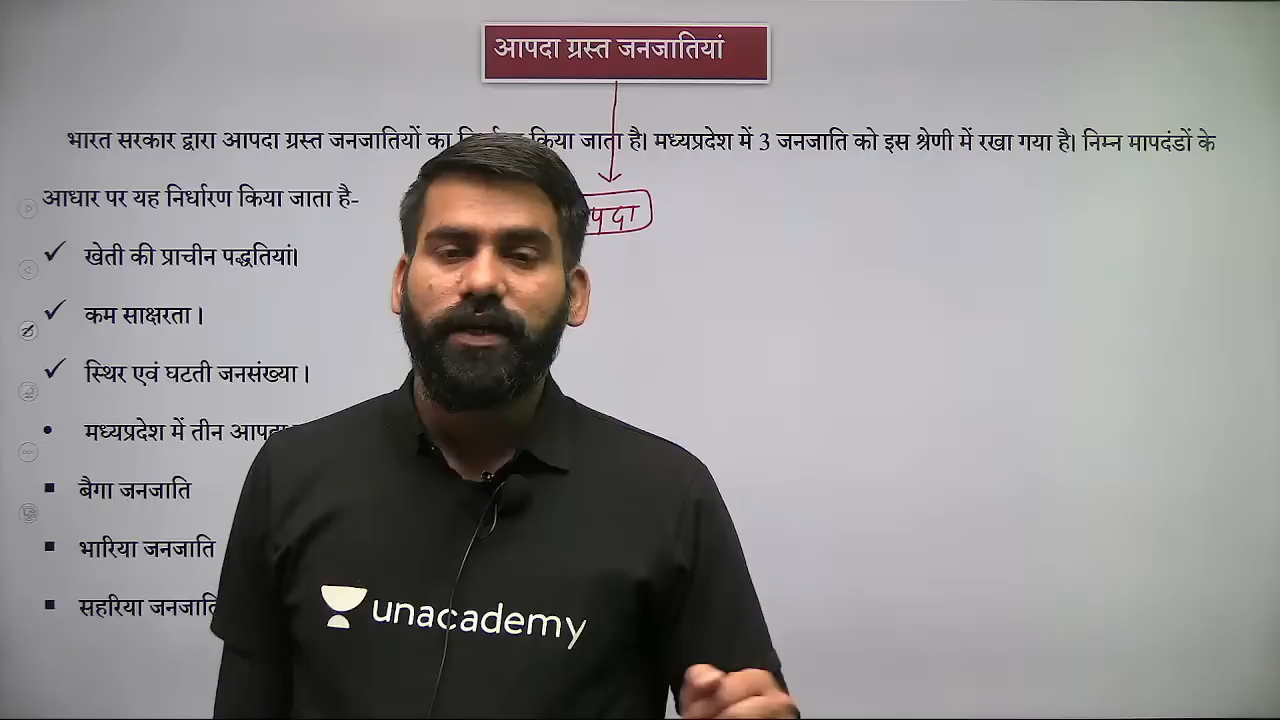 आपदा ग्रस्त जनजातियां
भारत सरकार द्वारा आपदा ग्रस्त जनजातियों का किया जाता है। मध्यप्रदेश में 3 जनजाति को इस श्रेणी में रखा गया है। निम्न मापदंडों के
आधार पर यह निर्धारण किया जाता है-
खेती की प्राचीन पद्धतियां।
कम साक्षरता ।
स्थिर एवं घटती जनसंख्या ।
मध्यप्रदेश में तीन
बैगा जनजाति
भारिया जनजाति
सहरिया
unacademy